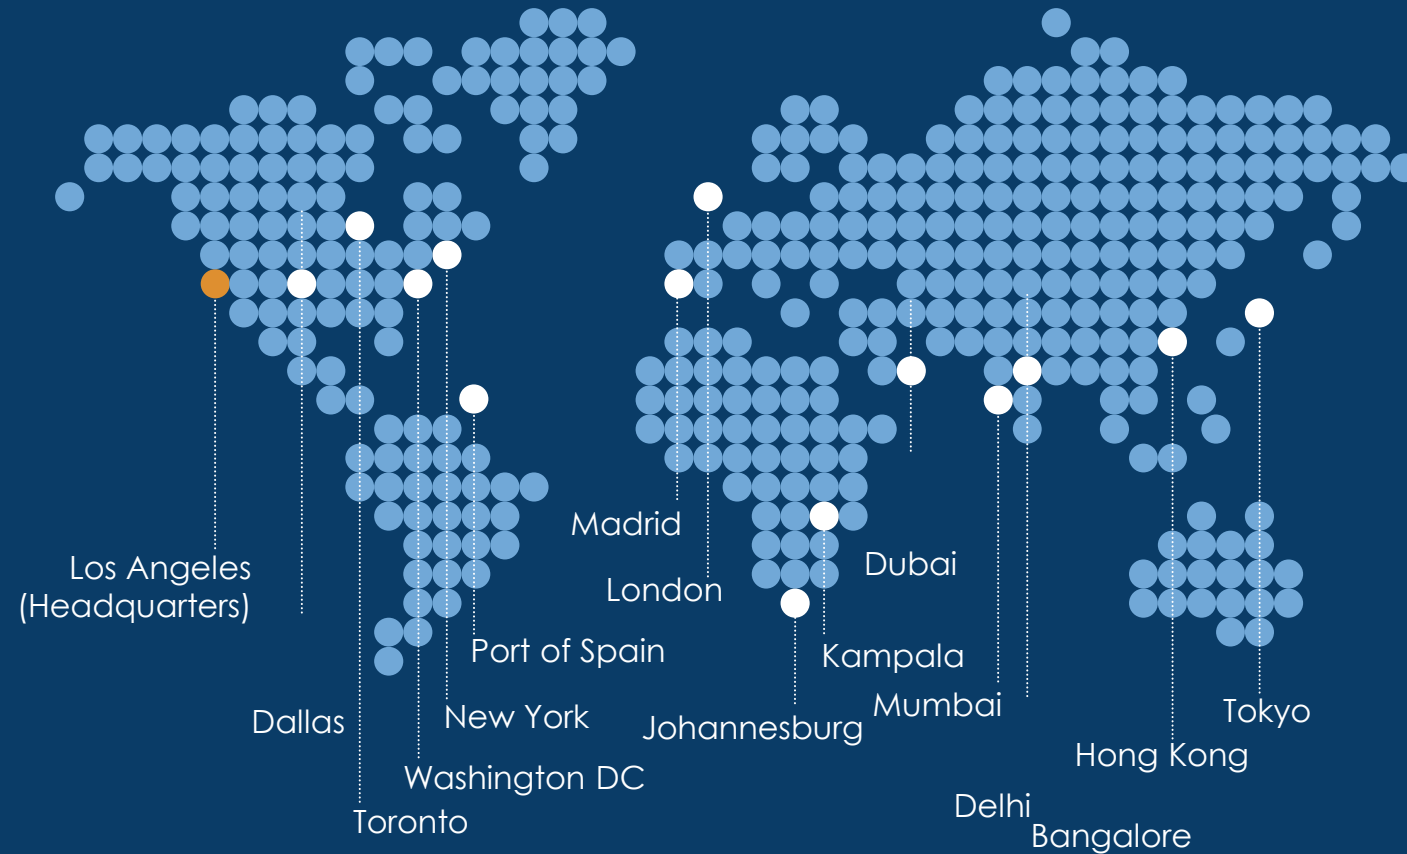 Madrid
Dubai
Los Angeles
(Headquarters)
London
Port of Spain
Kampala
Mumbai
Dallas
New York
Johannesburg
Tokyo
Hong Kong
Washington DC
Delhi
Toronto
Bangalore